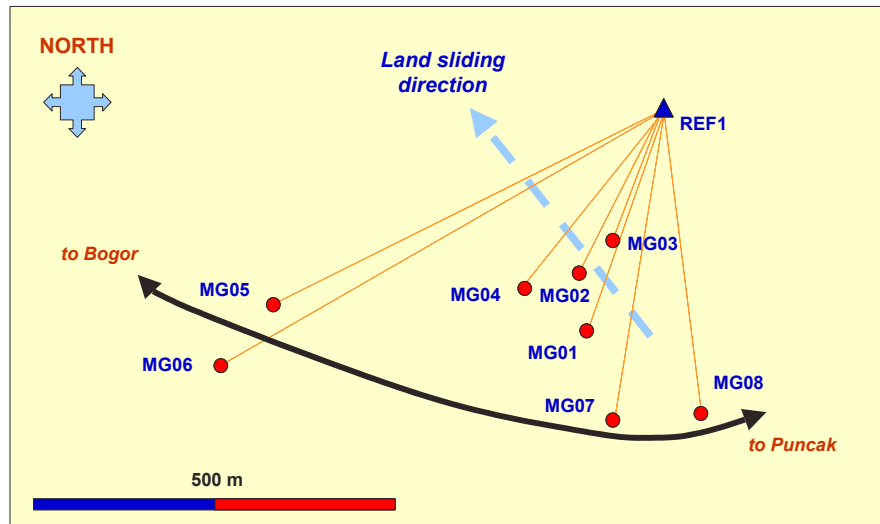 NORTH
Land sliding
direction
REF1
to Bogor
MG03
MG05
MG04
MG02
MG01
MG06
MG08
MG07
to Puncak
500 m